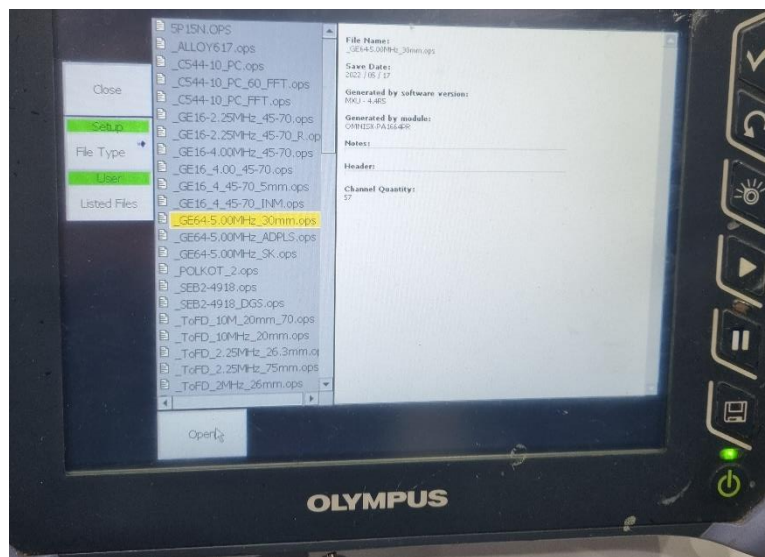 Close
Setup
File Type
User
Listed Files
5P15N.OPS
_ALLOY617.ops
_C544-10_PC.ops
_C544-10_PC_60_FFT.ops
_C544-10_PC_FFT.ops
_GE16-2.25MHz_45-70.ops
_GE16-2.25MHz_45-70_R.op
_GE16-4.00MHz_45-70.ops
_GE16_4.00_45-70.ops
_GE16_4_45-70_5mm.ops
_GE16_4_45-70_INM.ops
_GE64-5.00MHz_30mm.ops
_GE64-5.00MHz_ADPLS.ops
_GE64-5.00MHz_SK.ops
_POLKOT_2.ops
_SEB2-4918.ops
_SEB2-4918_DGS.ops
_ToFD_10M_20mm_70.ops
_ToFD_10MHz_20mm.ops
_ToFD_2.25MHz_26.3mm.op
_ToFD_2.25MHz_75mm.ops
_ToFD_2MHz_26mm.ops
Open
File Name:
_GE64-5.00MHz_30mm.ops
Save Date:
2022 / 05 / 17
Generated by software version:
MXU - 4.4R5
Generated by module:
OMNISX-PA1664PR
Notes:
Header:
Channel Quantity:
57
OLYMPUS